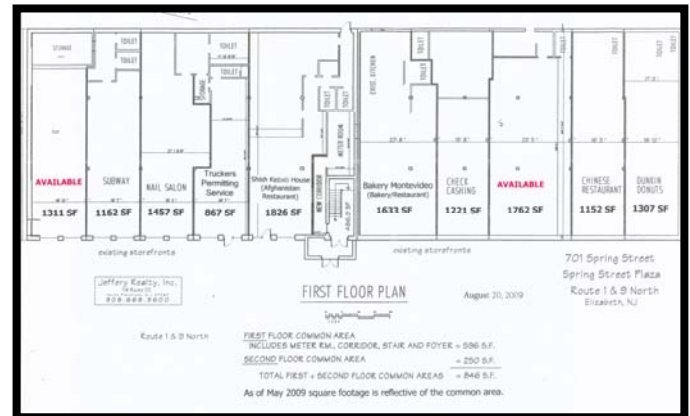 STORAGE
TOILET
TOILET
TOILET
TOILET
STORAGE
TOILET
TOILET
METER ROOM
NEW CORRIDOR
EXIST. KITCHEN
TOILET
TOILET
TOILET
TOILET
TOILET
AVAILABLE
1311 SF
SUBWAY
1162 SF
NAIL SALON
1457 SF
Truckers
Permitting
Service
867 SF
Shish Kebab House
(Afghanistan
Restaurant)
1826 SF
Bakery Montevideo
(Bakery/Restaurant)
1633 SF
CHECK
CASHING
1221 SF
AVAILABLE
1762 SF
CHINESE
RESTAURANT
1152 SF
DUNKIN
DONUTS
1307 SF
existing storefronts
existing storefronts
Jeffery Realty, Inc.
FIRST FLOOR PLAN
August 20, 2009
701 Spring Street
Spring Street Plaza
Route 1 & 9 North
Elizabeth, NJ
Route 1 & 9 North
FIRST FLOOR COMMON AREA
INCLUDES METER RM., CORRIDOR, STAIR AND FOYER = 596 S.F.
SECOND FLOOR COMMON AREA = 250 S.F.
TOTAL FIRST + SECOND FLOOR COMMON AREAS = 846 S.F.
As of May 2009 square footage is reflective of the common area.